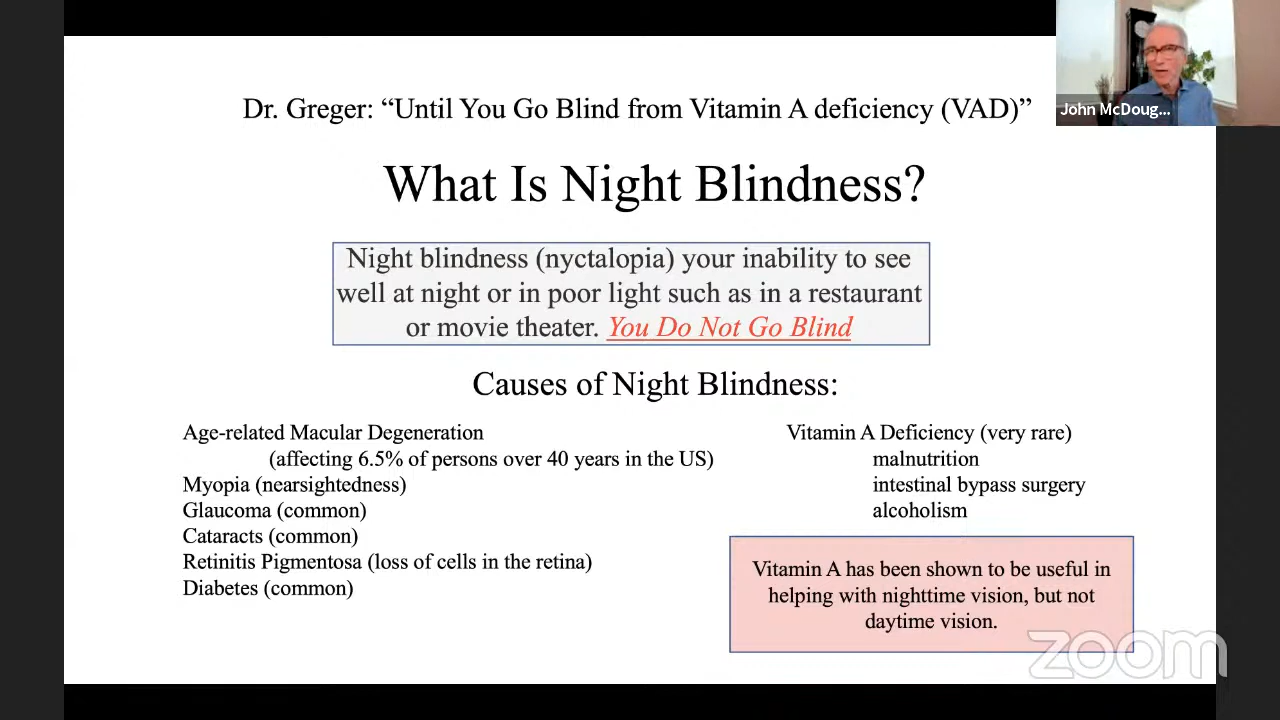 Dr. Greger: “Until You Go Blind from Vitamin A deficiency (VAD)”
John McDoug...
What Is Night Blindness?
Night blindness (nyctalopia) your inability to see
well at night or in poor light such as in a restaurant
or movie theater. You Do Not Go Blind
Causes of Night Blindness:
Age-related Macular Degeneration
(affecting 6.5% of persons over 40 years in the US)
Myopia (nearsightedness)
Glaucoma (common)
Cataracts (common)
Retinitis Pigmentosa (loss of cells in the retina)
Diabetes (common)
Vitamin A Deficiency (very rare)
malnutrition
intestinal bypass surgery
alcoholism
Vitamin A has been shown to be useful in
helping with nighttime vision, but not
daytime vision.
zoom